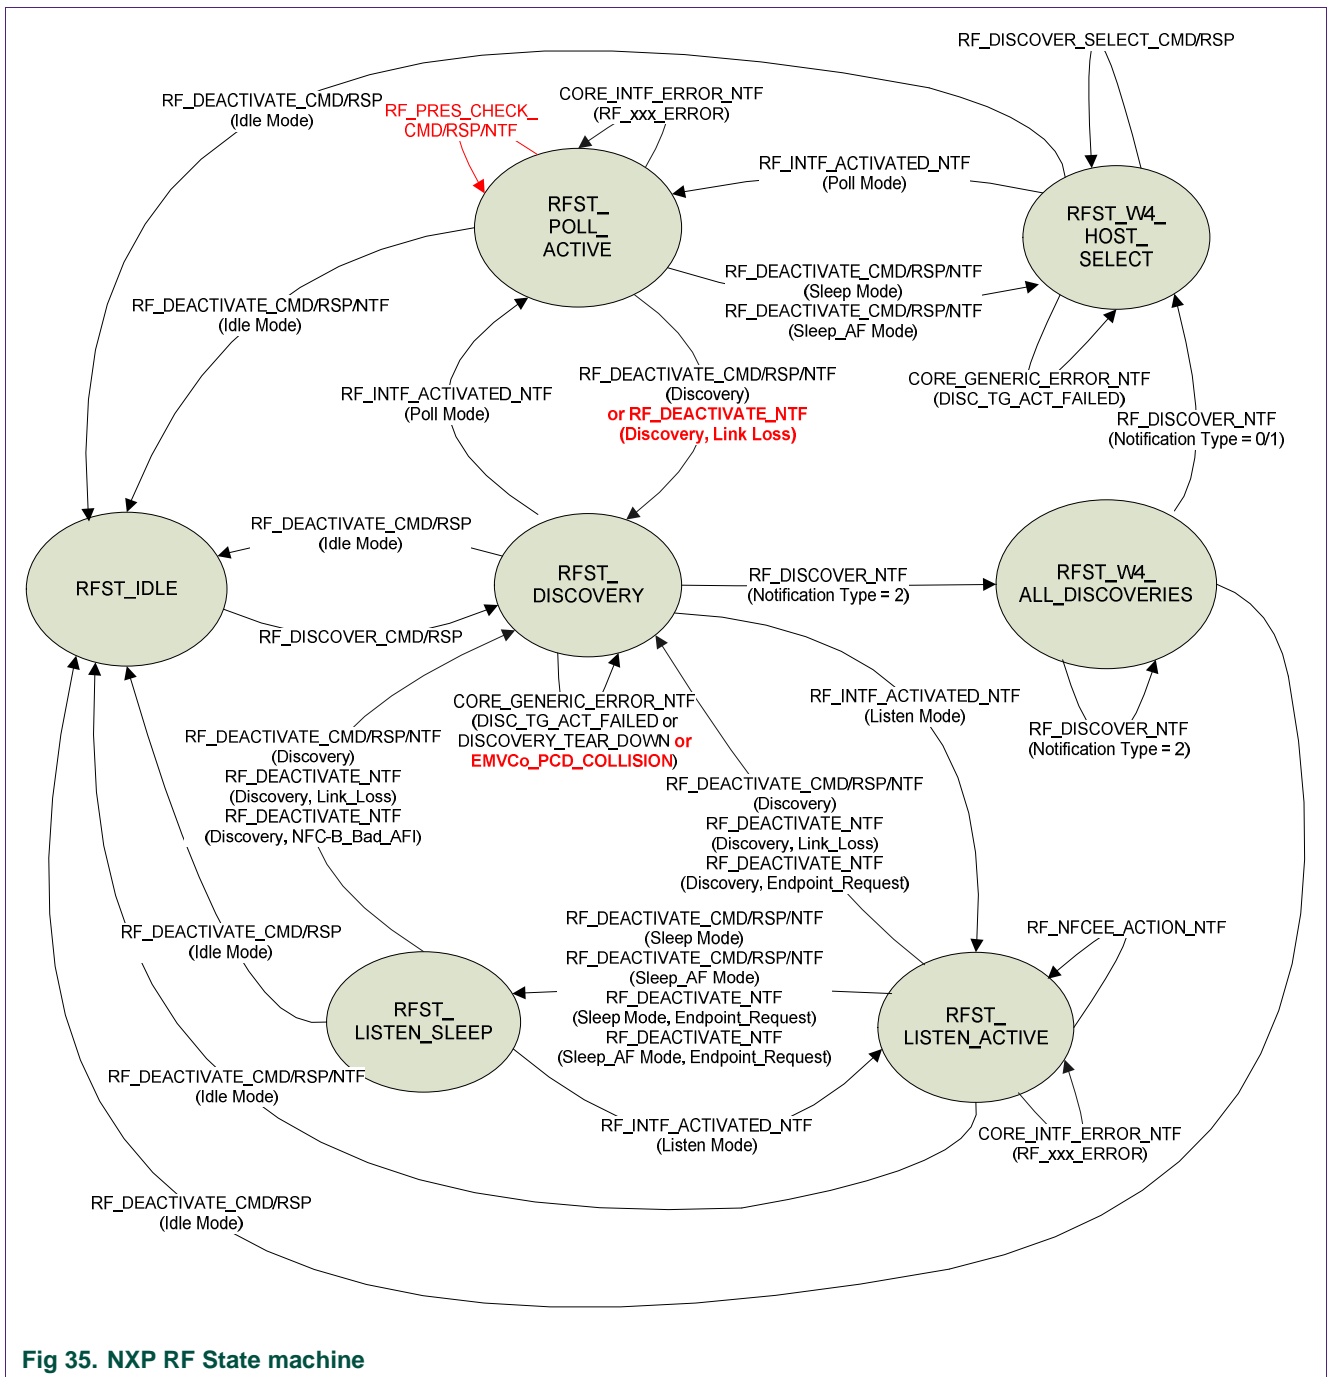 RF_DISCOVER_SELECT_CMD/RSP
RF_DEACTIVATE_CMD/RSP
(Idle Mode)
RF_PRES_CHECK_
CMD/RSP/NTF
CORE_INTF_ERROR_NTF
(RF_xxx_ERROR)
RF_INTF_ACTIVATED_NTF
(Poll Mode)
RFST_
POLL_
ACTIVE
RFST_W4_
HOST_
SELECT
RF_DEACTIVATE_CMD/RSP/NTF
(Sleep Mode)
RF_DEACTIVATE_CMD/RSP/NTF
(Sleep_AF Mode)
RF_DEACTIVATE_CMD/RSP/NTF
(Idle Mode)
RF_INTF_ACTIVATED_NTF
(Poll Mode)
RF_DEACTIVATE_CMD/RSP/NTF
(Discovery)
or RF_DEACTIVATE_NTF
(Discovery, Link Loss)
CORE_GENERIC_ERROR_NTF
(DISC_TG_ACT_FAILED)
RF_DISCOVER_NTF
(Notification Type = 0/1)
RF_DEACTIVATE_CMD/RSP
(Idle Mode)
RFST_IDLE
RFST_
DISCOVERY
RF_DISCOVER_NTF
(Notification Type = 2)
RFST_W4_
ALL_DISCOVERIES
RF_DISCOVER_CMD/RSP
CORE_GENERIC_ERROR_NTF
(DISC_TG_ACT_FAILED or
DISCOVERY_TEAR_DOWN or
EMVCo_PCD_COLLISION)
RF_INTF_ACTIVATED_NTF
(Listen Mode)
RF_DISCOVER_NTF
(Notification Type = 2)
RF_DEACTIVATE_CMD/RSP/NTF
(Discovery)
RF_DEACTIVATE_NTF
(Discovery, Link_Loss)
RF_DEACTIVATE_NTF
(Discovery, NFC-B_Bad_AFI)
RF_DEACTIVATE_CMD/RSP/NTF
(Discovery)
RF_DEACTIVATE_NTF
(Discovery, Link_Loss)
RF_DEACTIVATE_NTF
(Discovery, Endpoint_Request)
RF_DEACTIVATE_CMD/RSP
(Idle Mode)
RF_DEACTIVATE_CMD/RSP/NTF
(Sleep Mode)
RF_DEACTIVATE_CMD/RSP/NTF
(Sleep_AF Mode)
RF_DEACTIVATE_NTF
(Sleep Mode, Endpoint_Request)
RF_DEACTIVATE_NTF
(Sleep_AF Mode, Endpoint_Request)
RF_NFCEE_ACTION_NTF
RFST_
LISTEN_SLEEP
RFST_
LISTEN_ACTIVE
RF_DEACTIVATE_CMD/RSP/NTF
(Idle Mode)
RF_INTF_ACTIVATED_NTF
(Listen Mode)
CORE_INTF_ERROR_NTF
(RF_xxx_ERROR)
RF_DEACTIVATE_CMD/RSP
(Idle Mode)
Fig 35. NXP RF State machine